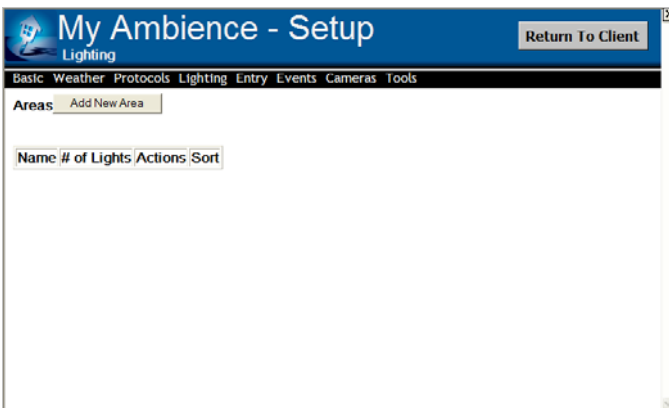 My Ambience - Setup
Lighting
Return To Client
Basic Weather Protocols Lighting Entry Events Cameras Tools
Areas Add New Area
Name # of Lights Actions Sort